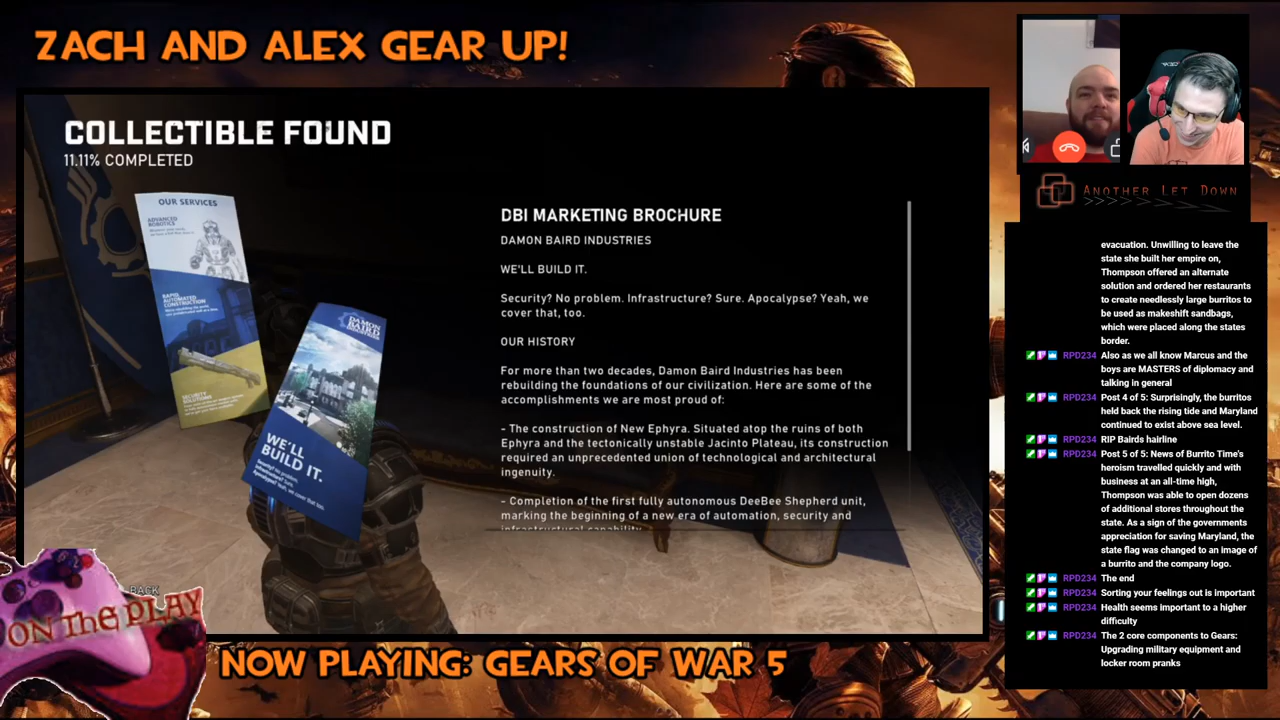 ZACH AND ALEX GEAR UP!
COLLECTIBLE FOUND
11.11% COMPLETED
OUR SERVICES
ADVANCED
ROBOTICS
RAPID
AUTOMATED
CONSTRUCTION
SECURITY
SOLUTIONS
DAMON
BAIRD
WE'LL
BUILD IT.
DBI MARKETING BROCHURE
DAMON BAIRD INDUSTRIES
WE'LL BUILD IT.
Security? No problem. Infrastructure? Sure. Apocalypse? Yeah, we
cover that, too.
OUR HISTORY
For more than two decades, Damon Baird Industries has been
rebuilding the foundations of our civilization. Here are some of the
accomplishments we are most proud of:
- The construction of New Ephyra. Situated atop the ruins of both
Ephyra and the tectonically unstable Jacinto Plateau, its construction
required an unprecedented union of technological and architectural
ingenuity.
- Completion of the first fully autonomous DeeBee Shepherd unit,
marking the beginning of a new era of automation, security and
infrastructural capability.
BACK
ON THE PLAY
NOW PLAYING: GEARS OF WAR 5
ANOTHER LET DOWN
evacuation. Unwilling to leave the
state she built her empire on,
Thompson offered an alternate
solution and ordered her restaurants
to create needlessly large burritos to
be used as makeshift sandbags,
which were placed along the states
border.
RPD234 Also as we all know Marcus and the
boys are MASTERS of diplomacy and
talking in general
RPD234 Post 4 of 5: Surprisingly, the burritos
held back the rising tide and Maryland
continued to exist above sea level.
RPD234 RIP Bairds hairline
RPD234 Post 5 of 5: News of Burrito Time's
heroism travelled quickly and with
business at an all-time high,
Thompson was able to open dozens
of additional stores throughout the
state. As a sign of the governments
appreciation for saving Maryland, the
state flag was changed to an image of
a burrito and the company logo.
RPD234 The end
RPD234 Sorting your feelings out is important
RPD234 Health seems important to a higher
difficulty
RPD234 The 2 core components to Gears:
Upgrading military equipment and
locker room pranks